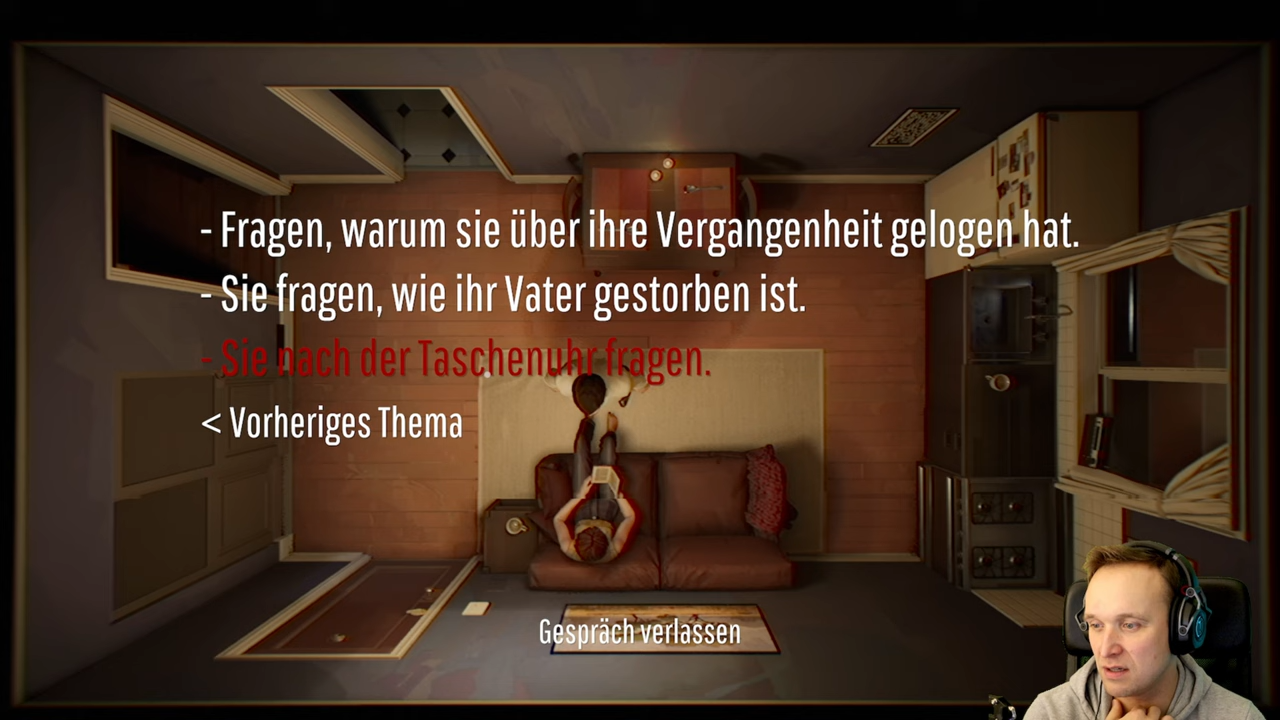 - Fragen, warum sie über ihre Vergangenheit gelogen hat.
- Sie fragen, wie ihr Vater gestorben ist.
- Sie nach der Taschenuhr fragen.
< Vorheriges Thema
Gespräch verlassen